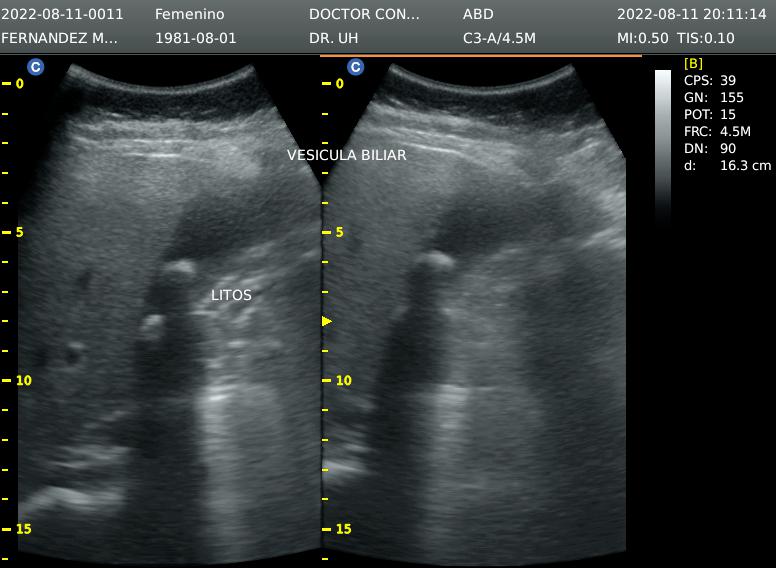 2022-08-11-0011 Femenino DOCTOR CON... ABD 2022-08-11 20:11:14
FERNANDEZ M... 1981-08-01 DR. UH C3-A/4.5M MI:0.50 TIS:0.10
C C [B]
0 0 CPS: 39
GN: 155
POT: 15
FRC: 4.5M
DN: 90
VESICULA BILIAR d: 16.3 cm
5 5
LITOS
10 10
15 15